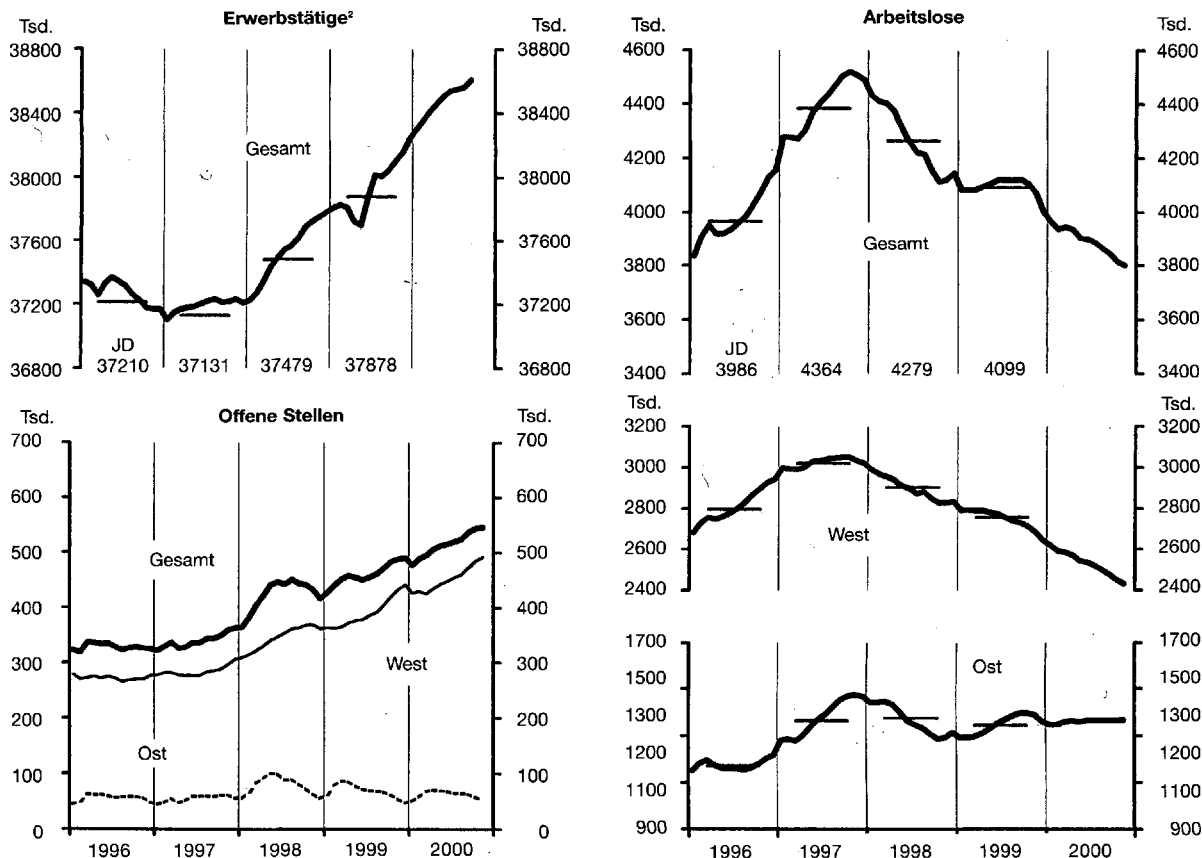 Erwerbstätige²
Tsd. Tsd.
38800 38800
38400 38400
Gesamt
38000 38000
37600 37600
37200 37200
JD
37210 37131 37479 37878
36800 36800
Arbeitslose
Tsd. Tsd.
4600 4600
4400 4400
4200 4200
4000 4000
Gesamt
3800 3800
3600 3600
JD
3986 4364 4279 4099
3400 3400
Offene Stellen
Tsd. Tsd.
700 700
600 600
Gesamt
500 500
400 400
300 300
West
200 200
Ost
100 100
0 0
1996 1997 1998 1999 2000
Tsd. Tsd.
3200 3200
3000 3000
2800 2800
West
2600 2600
2400 2400
1700 1700
Ost
1500 1500
1300 1300
1100 1200
1100
900 900
1996 1997 1998 1999 2000